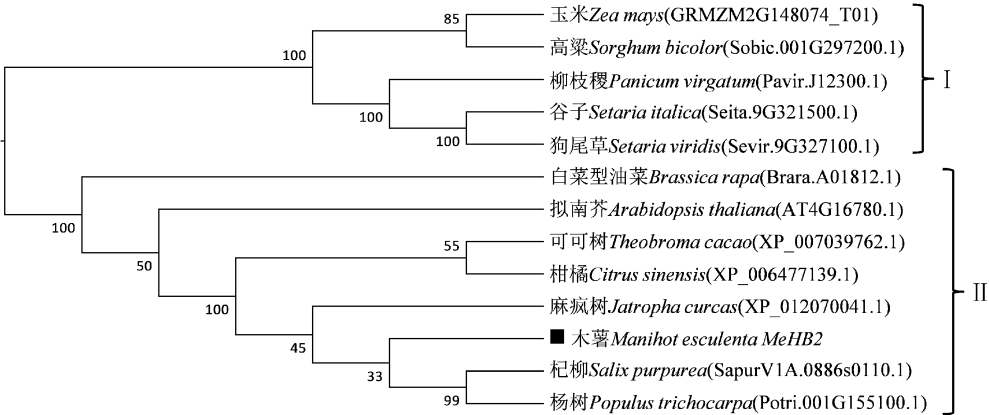 85
玉米Zea mays(GRMZM2G148074_T01)
100
高粱Sorghum bicolor(Sobic.001G297200.1)
柳枝稷Panicum virgatum(Pavir.J12300.1)
I
100
谷子Setaria italica(Seita.9G321500.1)
100
狗尾草Setaria viridis(Sevir.9G327100.1)
白菜型油菜Brassica rapa(Brara.A01812.1)
100
拟南芥Arabidopsis thaliana(AT4G16780.1)
55
可可树Theobroma cacao(XP_007039762.1)
50
柑橘Citrus sinensis(XP_006477139.1)
II
100
麻疯树Jatropha curcas(XP_012070041.1)
45
木薯Manihot esculenta MeHB2
33
杞柳Salix purpurea(SapurV1A.0886s0110.1)
99
杨树Populus trichocarpa(Potri.001G155100.1)